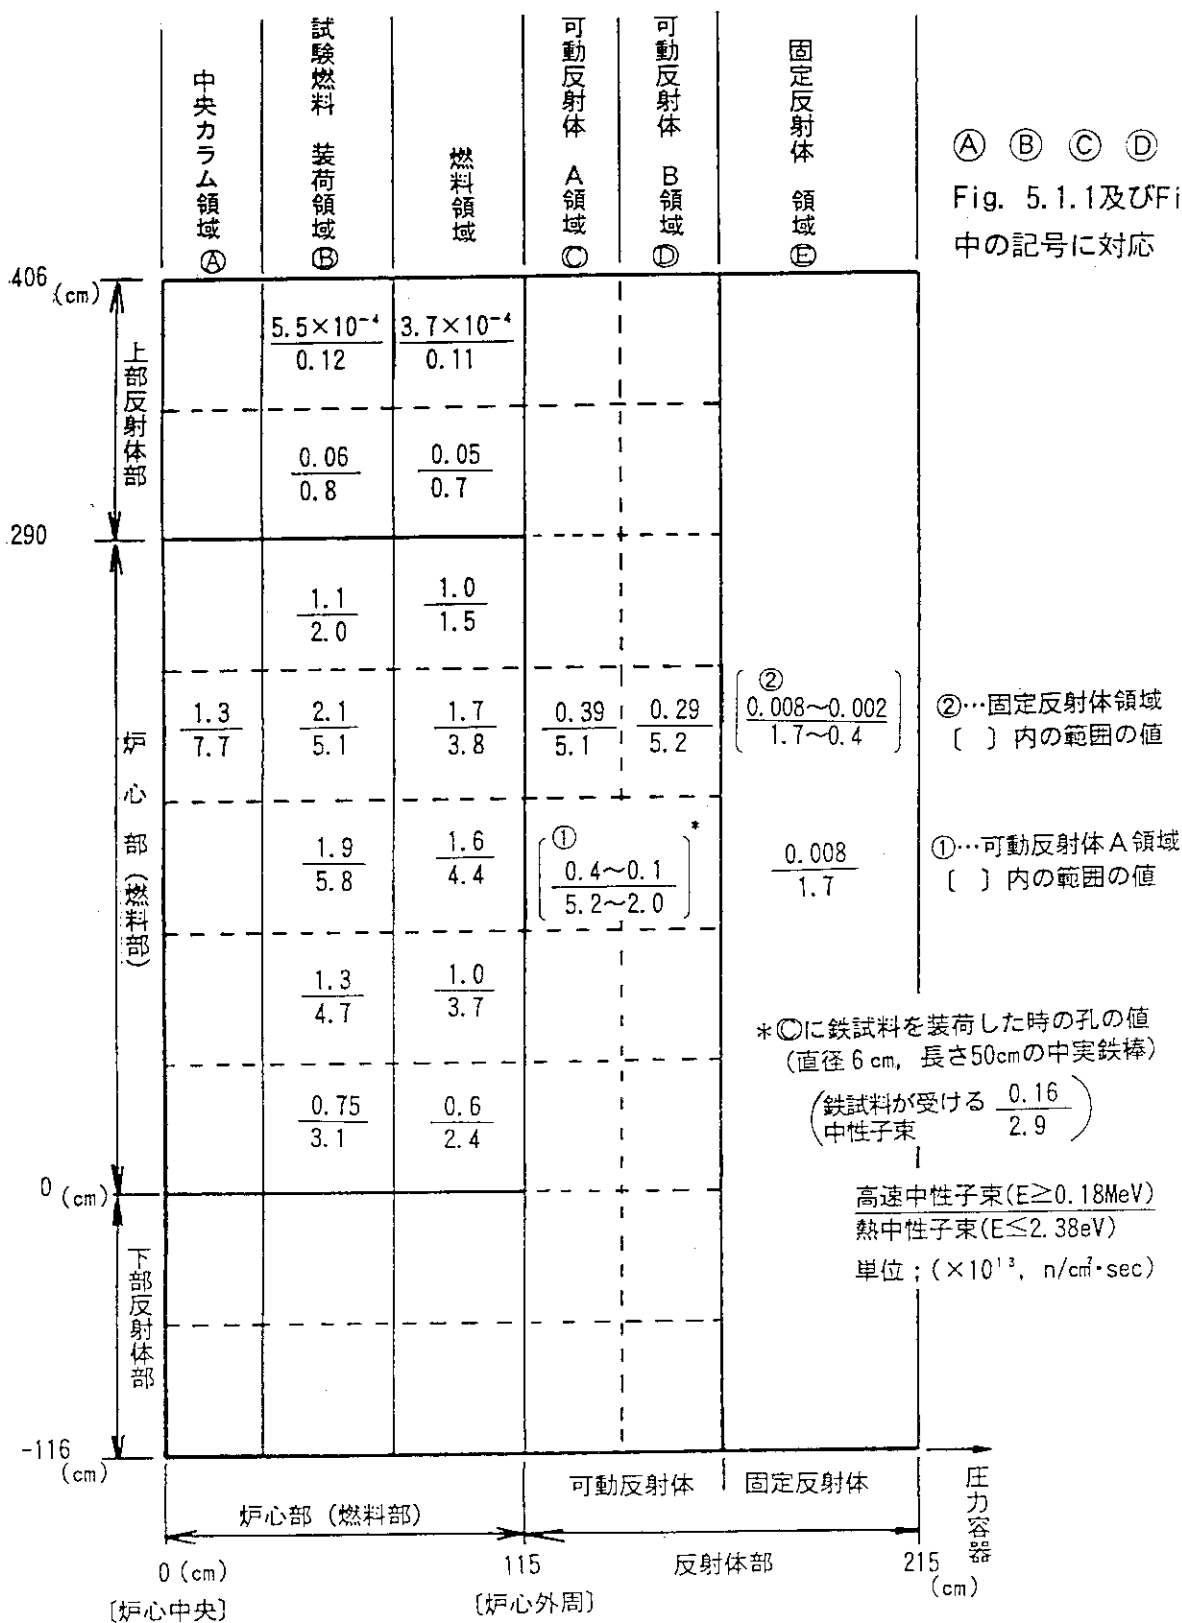 中央カラム領域 Ⓐ
試験燃料 装荷領域 Ⓑ
燃料領域
可動反射体 A領域 Ⓒ
可動反射体 B領域 Ⓓ
固定反射体 領域 Ⓔ
Ⓐ Ⓑ Ⓒ Ⓓ
Fig. 5.1.1及びFi
中の記号に対応
406
(cm)
上部反射体部
5.5×10⁻⁴
0.12
3.7×10⁻⁴
0.11
0.06
0.8
0.05
0.7
290
炉心部(燃料部)
1.1
2.0
1.0
1.5
1.3
7.7
2.1
5.1
1.7
3.8
0.39
5.1
0.29
5.2
②
0.008~0.002
1.7~0.4
②…固定反射体領域
〔 〕内の範囲の値
1.9
5.8
1.6
4.4
①
0.4~0.1
5.2~2.0
*
0.008
1.7
①…可動反射体A領域
〔 〕内の範囲の値
1.3
4.7
1.0
3.7
*Ⓒに鉄試料を装荷した時の孔の値
(直径6cm, 長さ50cmの中実鉄棒)
0.75
3.1
0.6
2.4
(鉄試料が受ける
中性子束
0.16
2.9)
0 (cm)
高速中性子束(E≥0.18MeV)
熱中性子束(E≤2.38eV)
単位;(×10¹³, n/cm²・sec)
下部反射体部
-116
(cm)
炉心部(燃料部)
可動反射体
固定反射体
反射体部
圧力容器
0 (cm)
〔炉心中央〕
115
〔炉心外周〕
215
(cm)